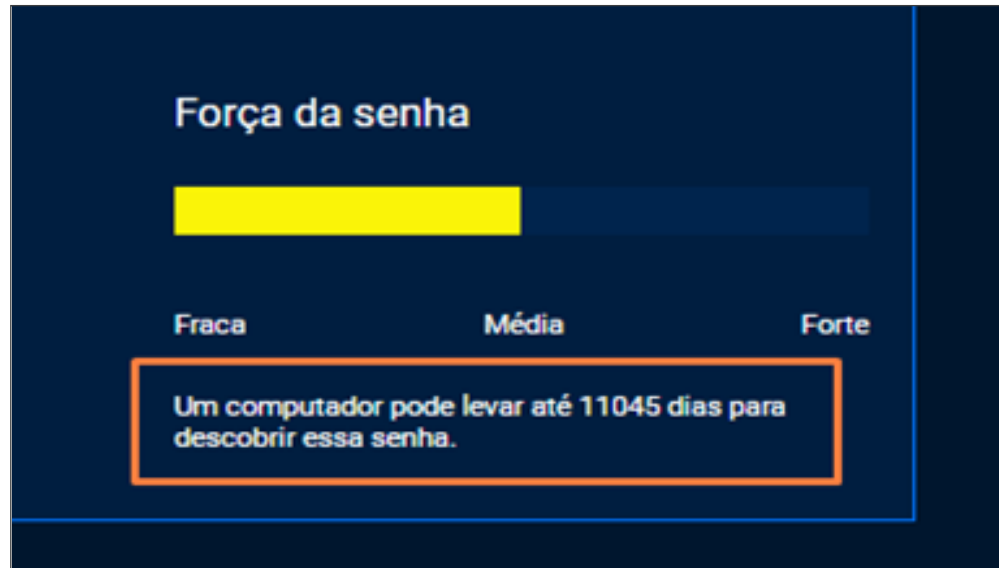 Força da senha
Fraca Média Forte
Um computador pode levar até 11045 dias para
descobrir essa senha.